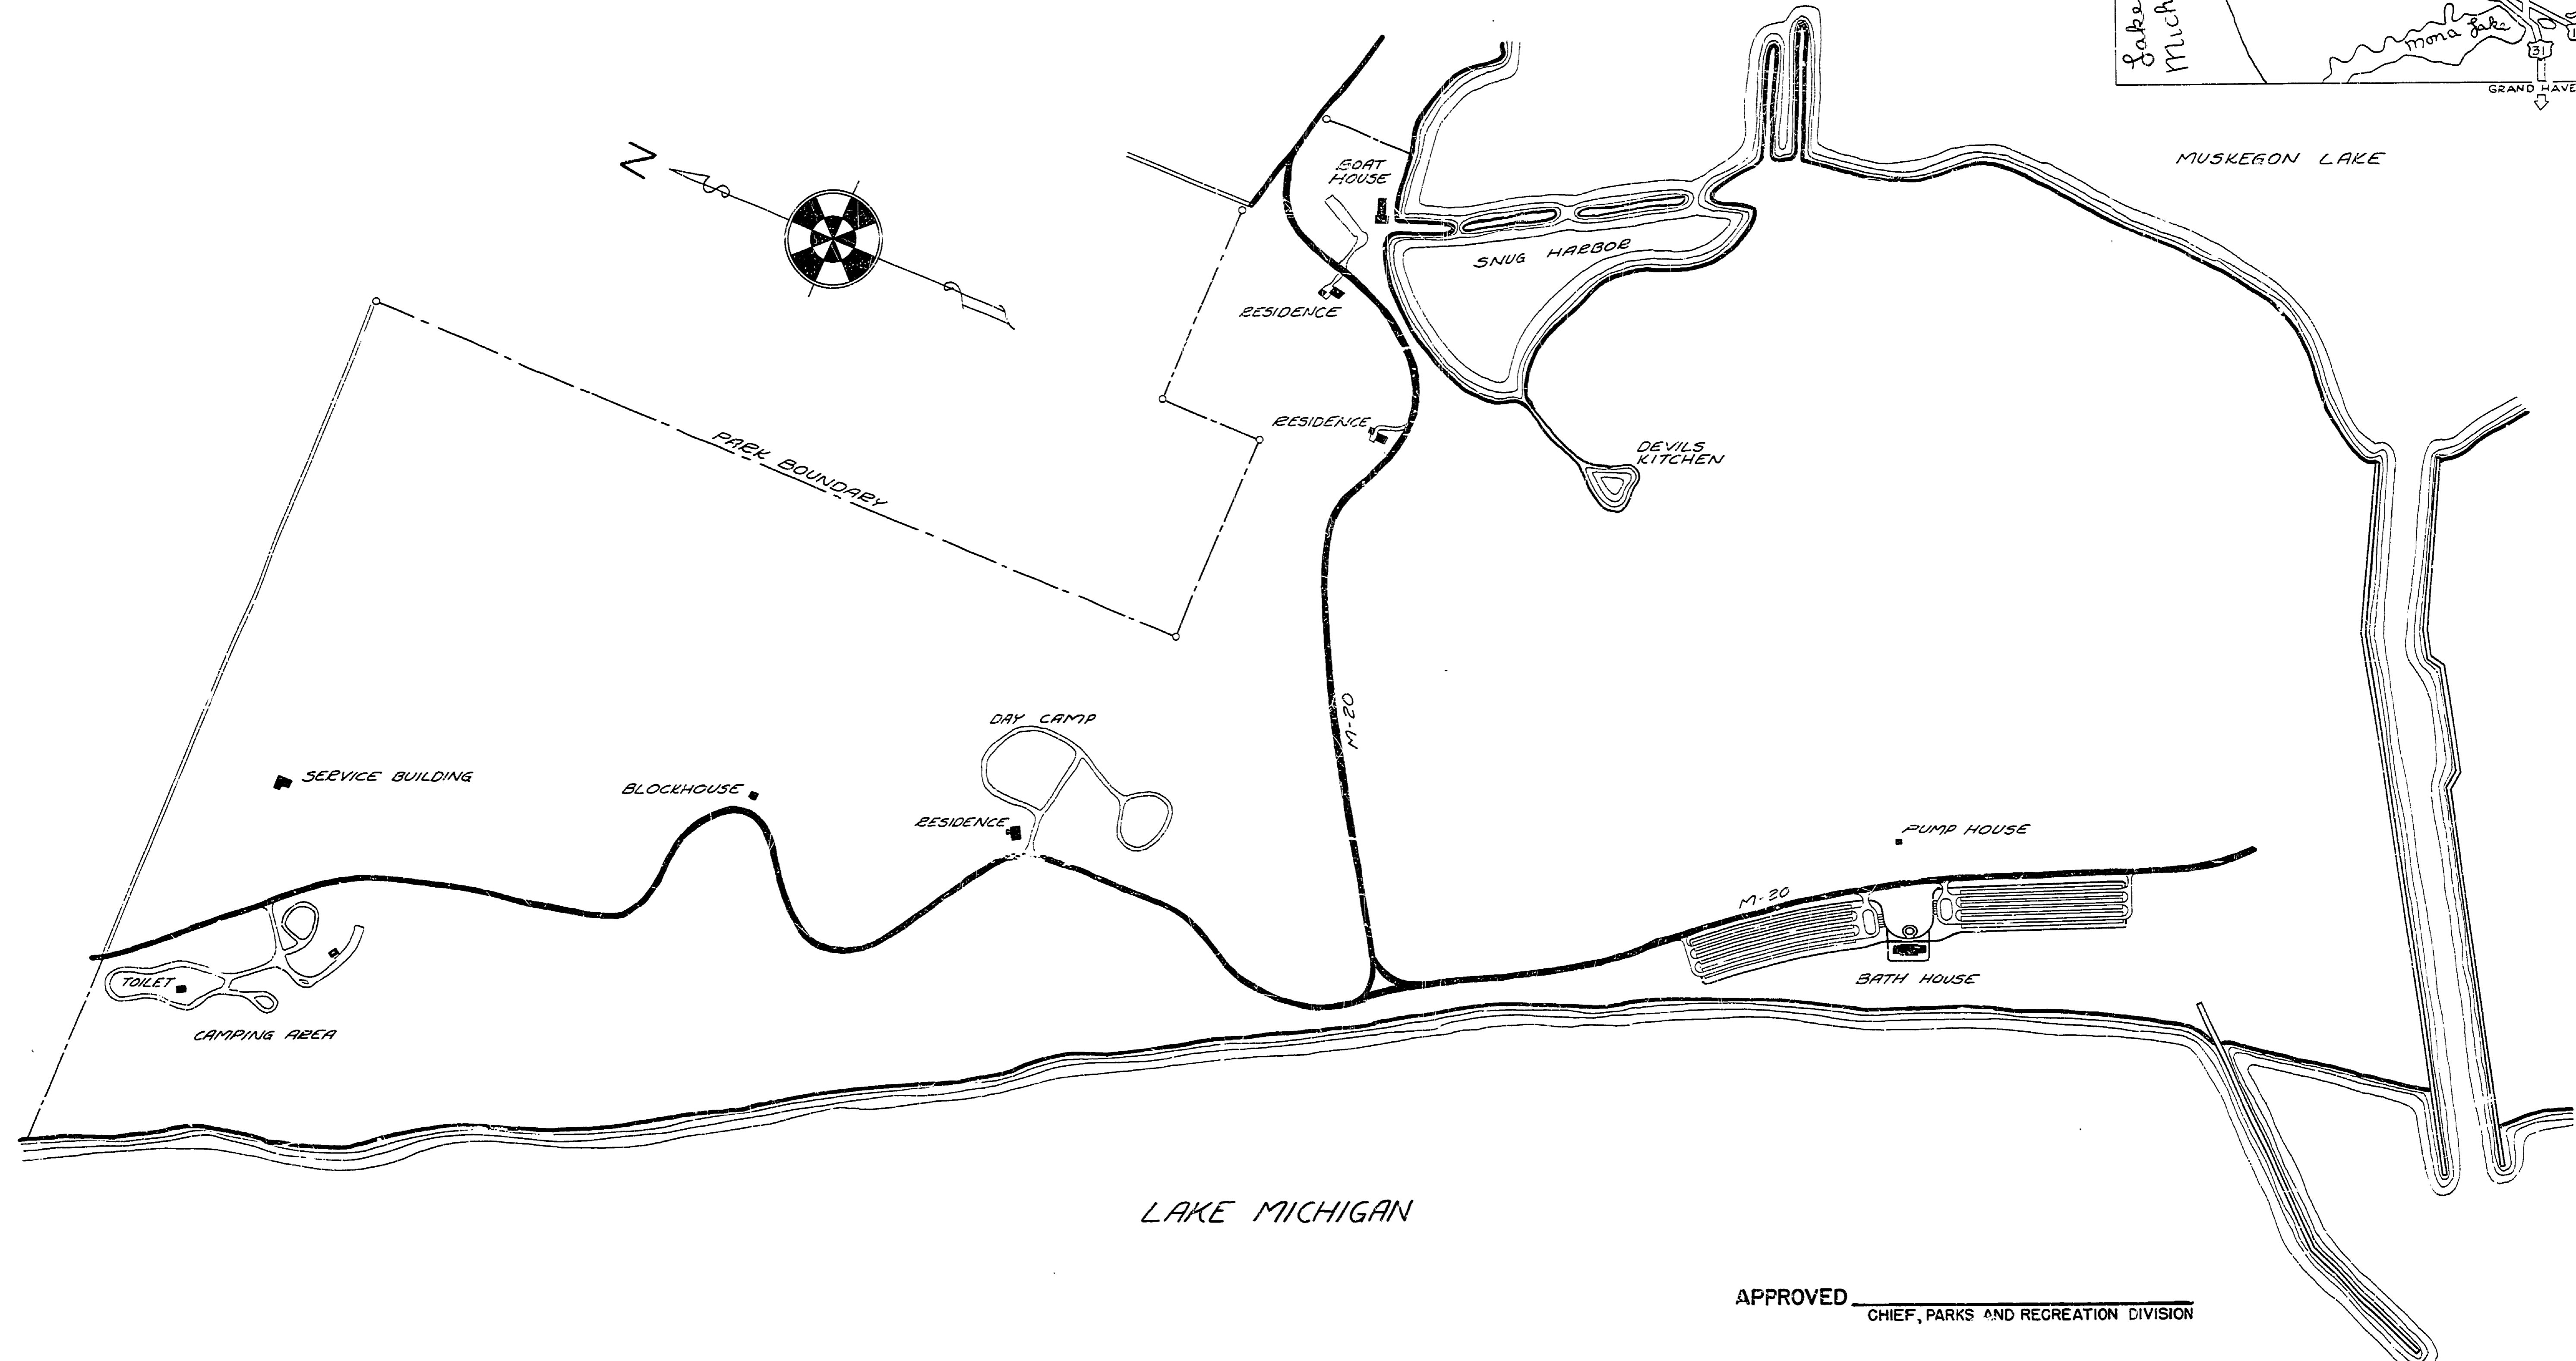 Lake
Mich
Mona Lake
31
GRAND HAVE
MUSKEGON LAKE
N
BOAT
HOUSE
SNUG HARBOR
RESIDENCE
RESIDENCE
DEVILS
KITCHEN
PARK BOUNDARY
M-20
DAY CAMP
SERVICE BUILDING
BLOCKHOUSE
RESIDENCE
PUMP HOUSE
M-20
TOILET
BATH HOUSE
CAMPING AREA
LAKE MICHIGAN
APPROVED
CHIEF, PARKS AND RECREATION DIVISION